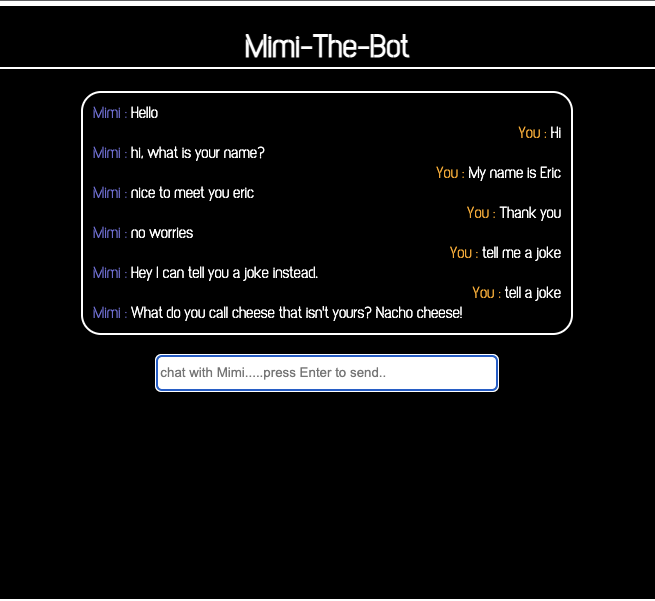 Mimi-The-Bot
Mimi : Hello
You : Hi
Mimi : hi, what is your name?
You : My name is Eric
Mimi : nice to meet you eric
You : Thank you
Mimi : no worries
You : tell me a joke
Mimi : Hey I can tell you a joke instead.
You : tell a joke
Mimi : What do you call cheese that isn't yours? Nacho cheese!
chat with Mimi.....press Enter to send..